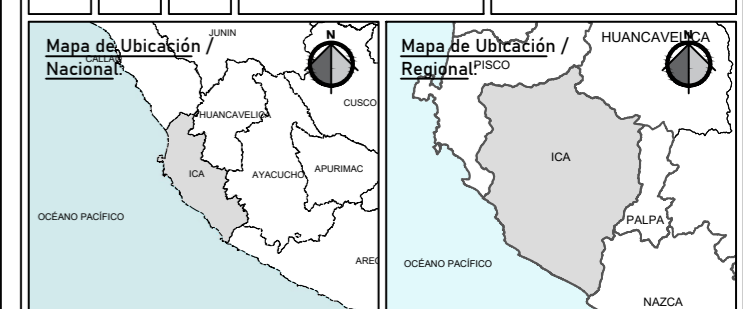 JUNIN
N
Mapa de Ubicación /
Nacional:
CALLAO
CUSCO
HUANCAVELICA
ICA
AYACUCHO
APURIMAC
OCÉANO PACÍFICO
HUANCAVELICA
N
Mapa de Ubicación /
Regional:
PISCO
ICA
PALPA
OCÉANO PACÍFICO
NAZCA